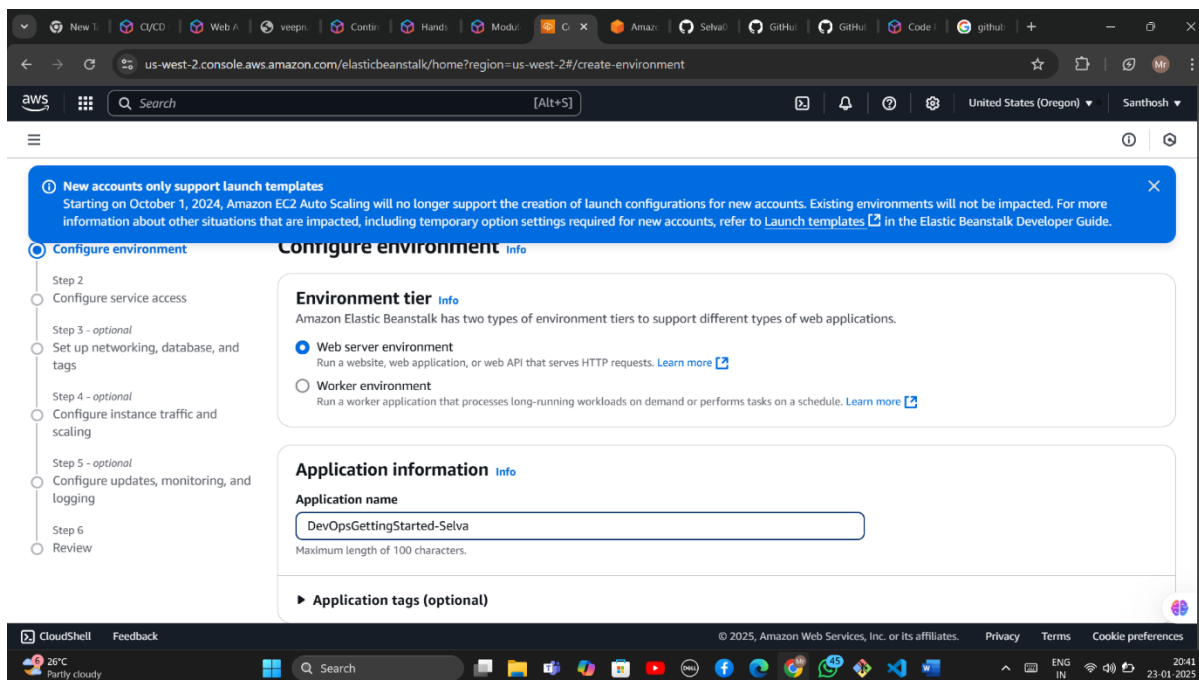 New T
CI/CD
Web A
veepn.
Contin
Hands
Modul
Amazo
GitHub
GitHub
Code
github
us-west-2.console.aws.amazon.com/elasticbeanstalk/home?region=us-west-2#/create-environment
Mr
aws
Search
[Alt+S]
United States (Oregon)
Santhosh
New accounts only support launch templates
Starting on October 1, 2024, Amazon EC2 Auto Scaling will no longer support the creation of launch configurations for new accounts. Existing environments will not be impacted. For more
information about other situations that are impacted, including temporary option settings required for new accounts, refer to Launch templates in the Elastic Beanstalk Developer Guide.
Configure environment
Step 2
Configure service access
Step 3 - optional
Set up networking, database, and
tags
Step 4 - optional
Configure instance traffic and
scaling
Step 5 - optional
Configure updates, monitoring, and
logging
Step 6
Review
Configure environment Info
Environment tier Info
Amazon Elastic Beanstalk has two types of environment tiers to support different types of web applications.
Web server environment
Run a website, web application, or web API that serves HTTP requests. Learn more
Worker environment
Run a worker application that processes long-running workloads on demand or performs tasks on a schedule. Learn more
Application information Info
Application name
DevOpsGettingStarted-Selva
Maximum length of 100 characters.
Application tags (optional)
CloudShell Feedback
© 2025, Amazon Web Services, Inc. or its affiliates. Privacy Terms Cookie preferences
6
26°C
Partly cloudy
Search
DELL
45
ENG
IN
20:41
23-01-2025